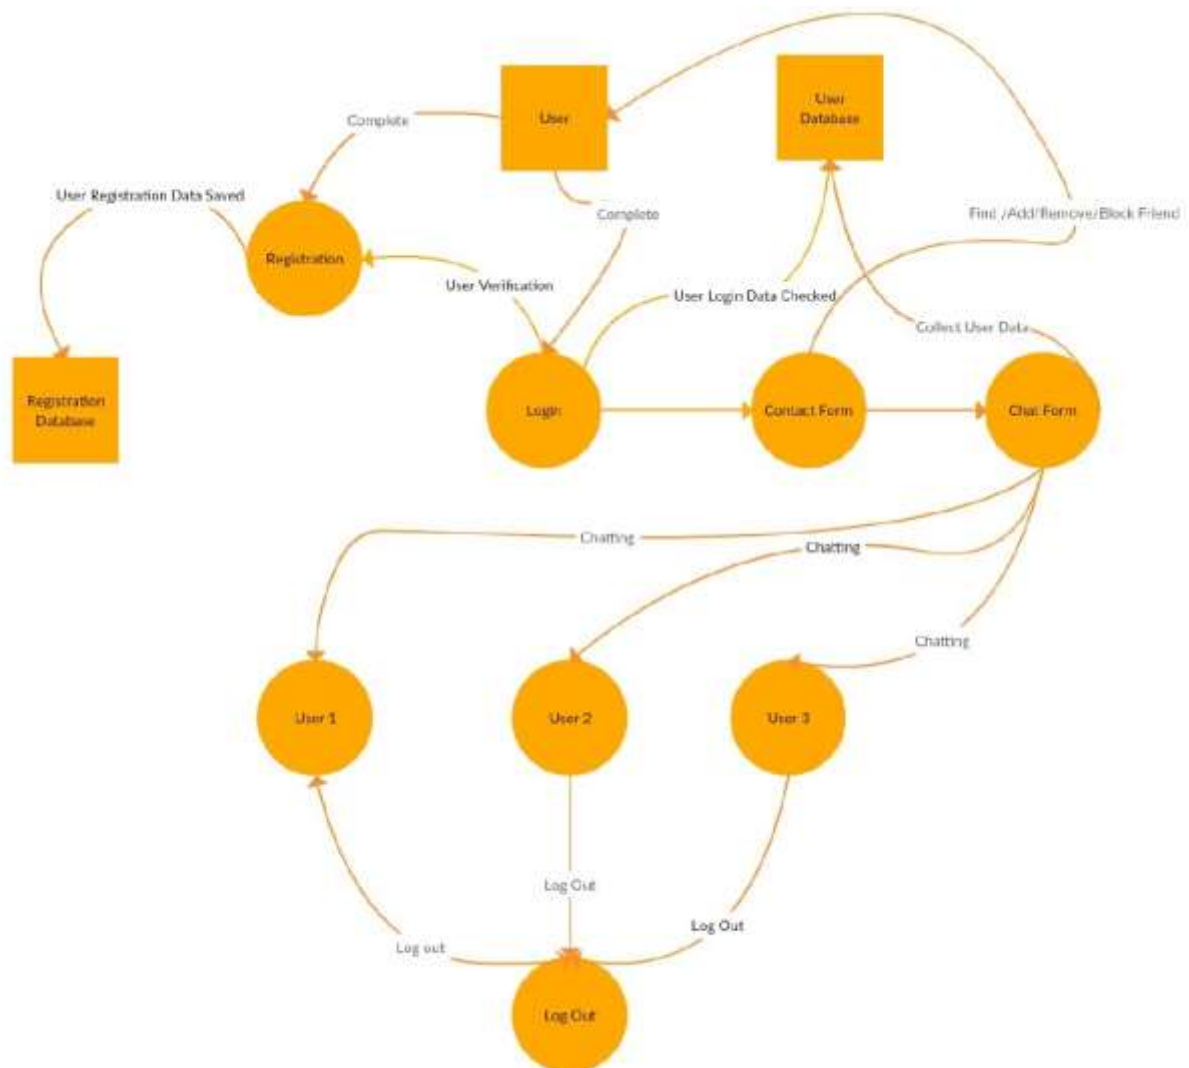 User
User
Database
Complete
User Registration Data Saved
Complete
Find /Add/Remove/Block Friend
Registration
User Verification
User Login Data Checked
Collect User Data
Registration
Database
Login
Contact Form
Chat Form
Chatting
Chatting
Chatting
User 1
User 2
User 3
Log Out
Log Out
Log out
Log Out